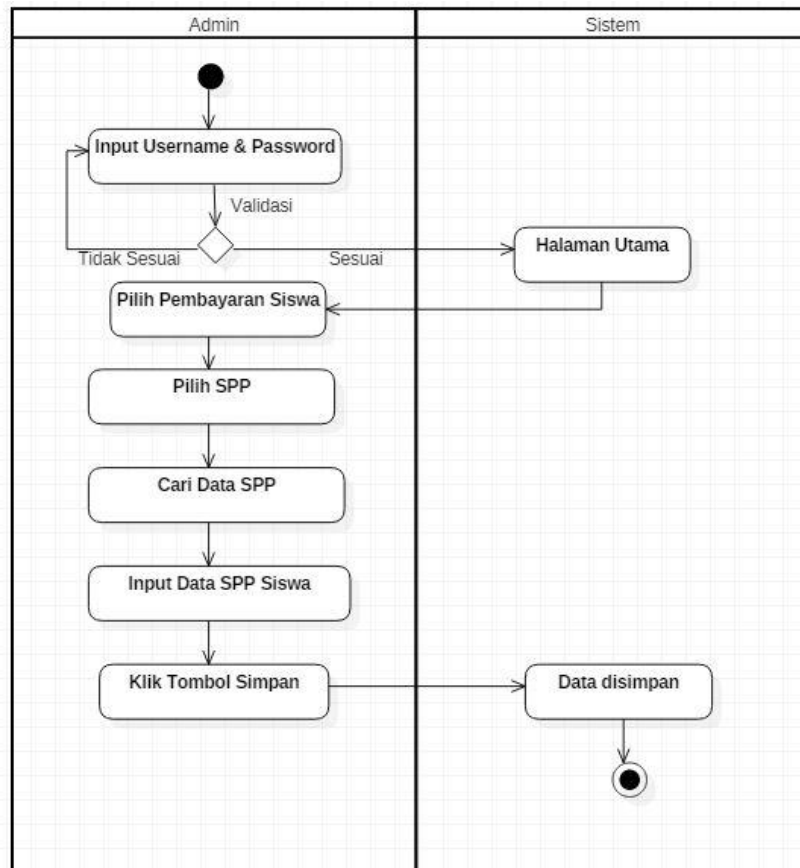 Admin
Sistem
Input Username & Password
Validasi
Tidak Sesuai
Sesuai
Halaman Utama
Pilih Pembayaran Siswa
Pilih SPP
Cari Data SPP
Input Data SPP Siswa
Klik Tombol Simpan
Data disimpan